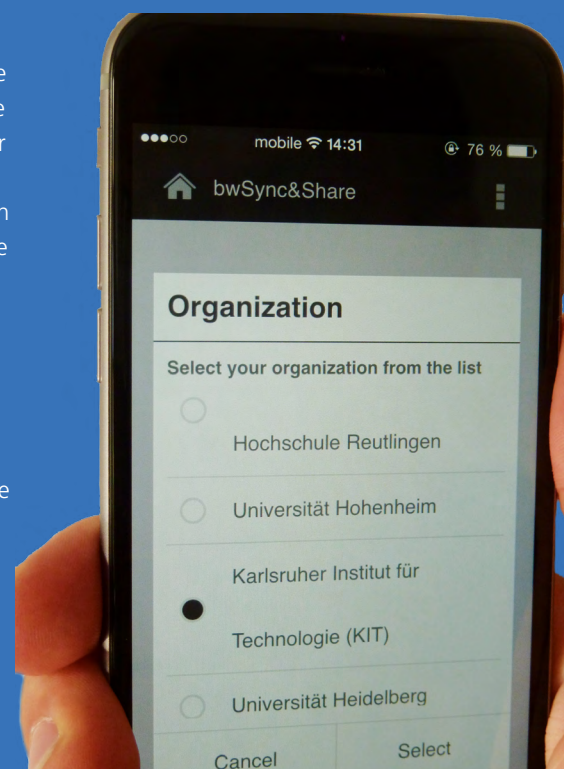 e
e
r
n
e
e
mobile 14:31 76 %
bwSync&Share
Organization
Select your organization from the list
Hochschule Reutlingen
Universität Hohenheim
Karlsruher Institut für
Technologie (KIT)
Universität Heidelberg
Cancel Select